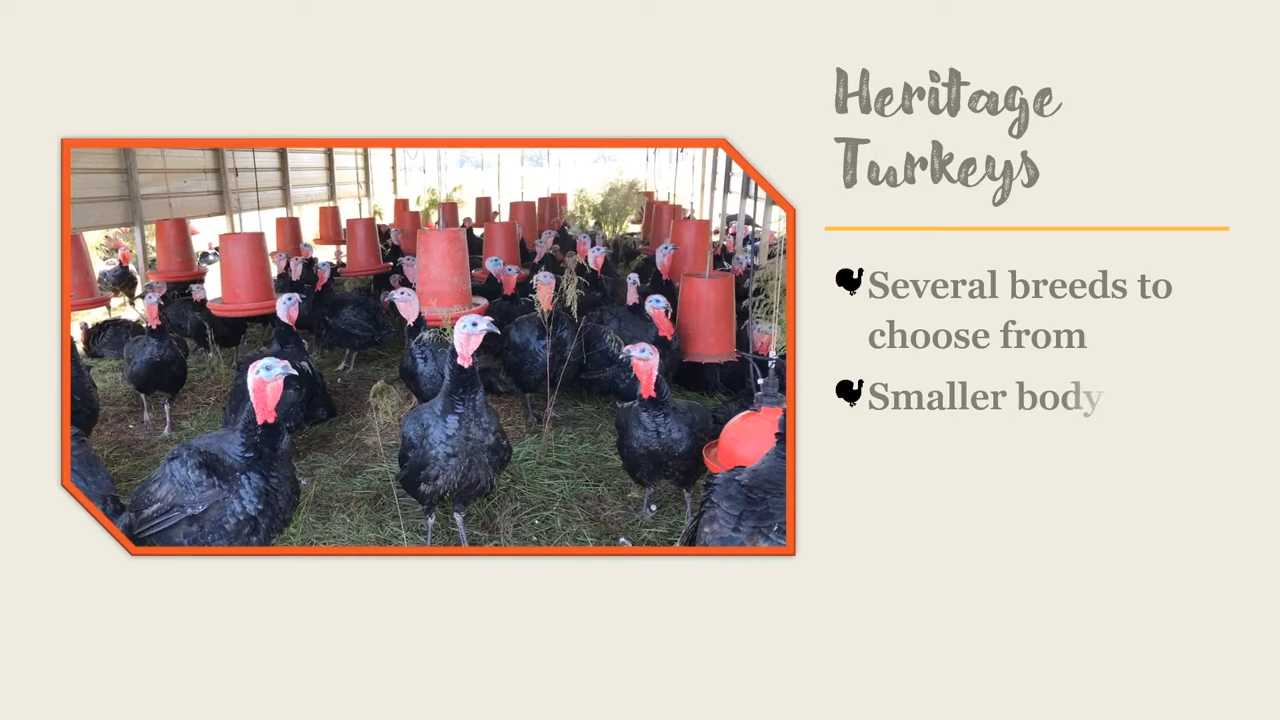 Heritage
Turkeys
Several breeds to
choose from
Smaller body